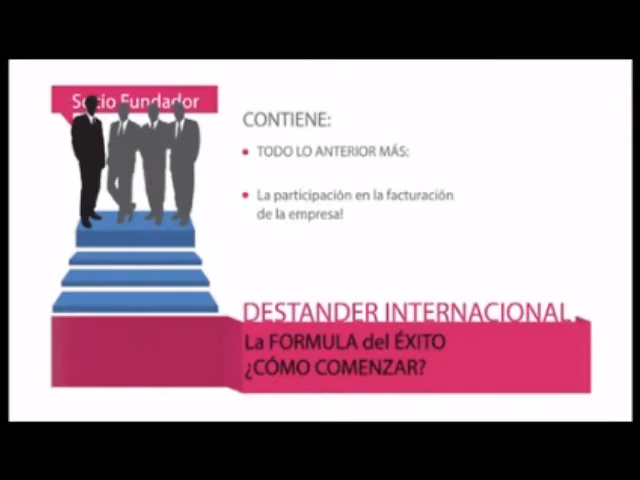 Socio Fundador
CONTIENE:
TODO LO ANTERIOR MÁS:
La participación en la facturación
de la empresa!
DESTANDER INTERNACIONAL
La FORMULA del ÉXITO
¿CÓMO COMENZAR?